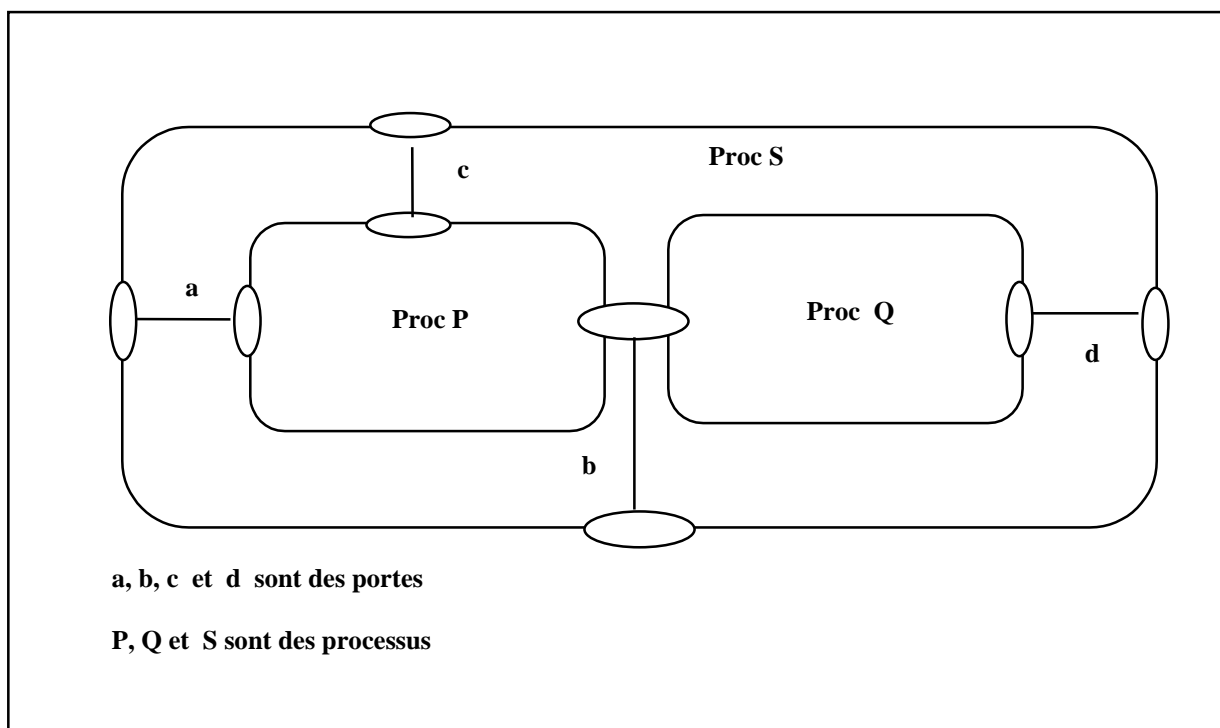 Proc S
c
a
Proc P
Proc Q
d
b
a, b, c et d sont des portes
P, Q et S sont des processus